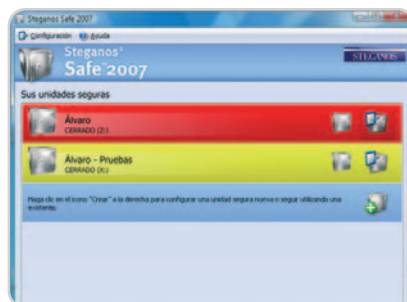 Steganos Safe 2007
Configuración Ayuda
Steganos®
Safe™2007
STEGANOS
Sus unidades seguras
Álvaro
CERRADO (Z:)
Álvaro - Pruebas
CERRADO (X:)
Haga clic en el icono "Crear" a la derecha para configurar una unidad segura nueva o seguir utilizando una
existente.